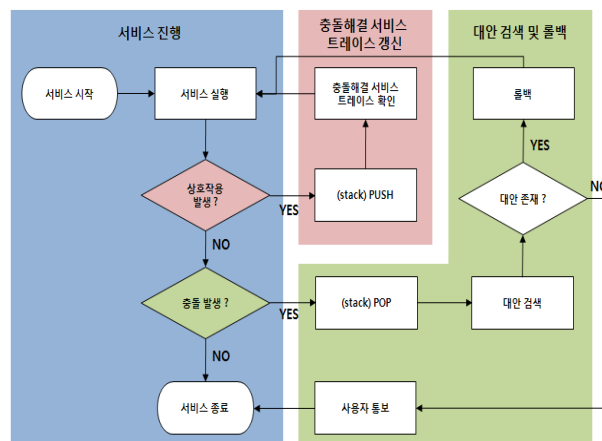 서비스 진행
충돌해결 서비스
트레이스 갱신
대안 검색 및 롤백
서비스 시작
서비스 실행
충돌해결 서비스
트레이스 확인
롤백
YES
상호작용
발생 ?
YES
(stack) PUSH
대안 존재 ?
NO
NO
충돌 발생 ?
YES
(stack) POP
대안 검색
NO
서비스 종료
사용자 통보